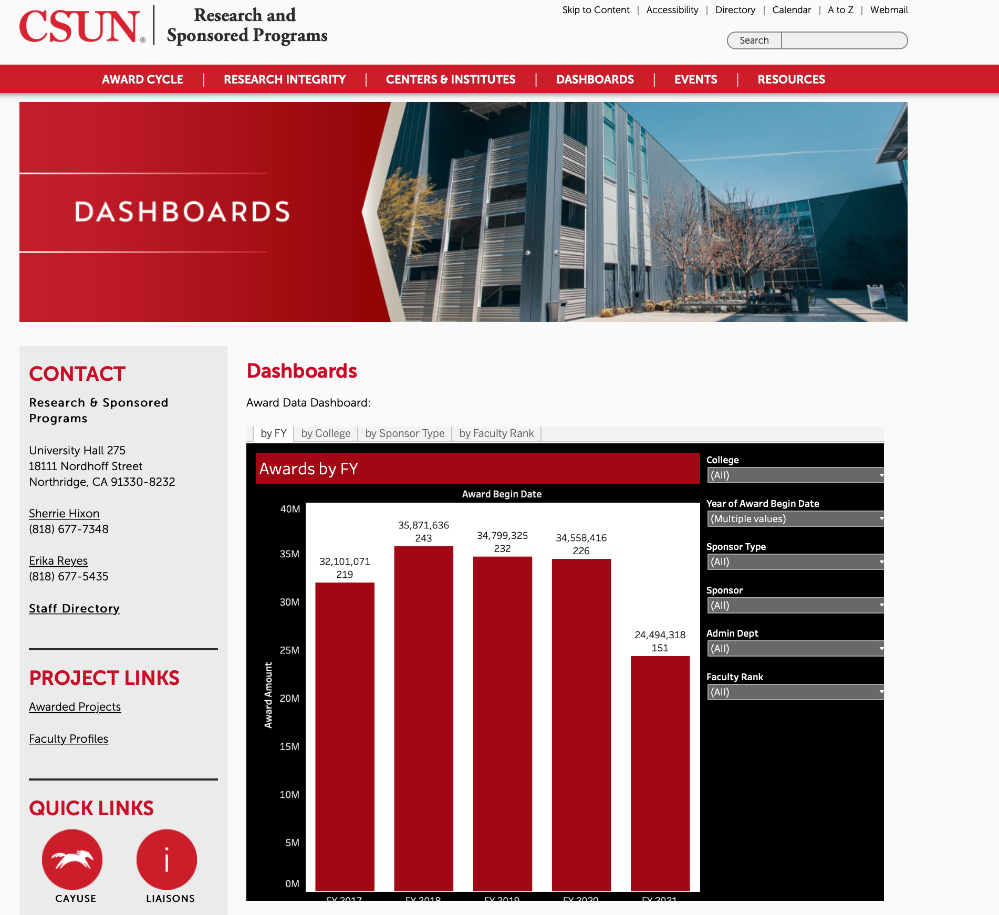 CSUN®
Research and
Sponsored Programs
Skip to Content | Accessibility | Directory | Calendar | A to Z | Webmail
Search
AWARD CYCLE | RESEARCH INTEGRITY | CENTERS & INSTITUTES | DASHBOARDS | EVENTS | RESOURCES
DASHBOARDS
CONTACT
Research & Sponsored
Programs
University Hall 275
18111 Nordhoff Street
Northridge, CA 91330-8232
Sherrie Hixon
(818) 677-7348
Erika Reyes
(818) 677-5435
Staff Directory
PROJECT LINKS
Awarded Projects
Faculty Profiles
QUICK LINKS
i
CAYUSE LIAISONS
Dashboards
Award Data Dashboard:
by FY | by College | by Sponsor Type | by Faculty Rank
Awards by FY
Award Begin Date
Award Amount
40M
35M
30M
25M
20M
15M
10M
5M
0M
32,101,071
219
35,871,636
243
34,799,325
232
34,558,416
226
24,494,318
151
FY 2017 FY 2018 FY 2019 FY 2020 FY 2021
College
(All)
Year of Award Begin Date
(Multiple values)
Sponsor Type
(All)
Sponsor
(All)
Admin Dept
(All)
Faculty Rank
(All)